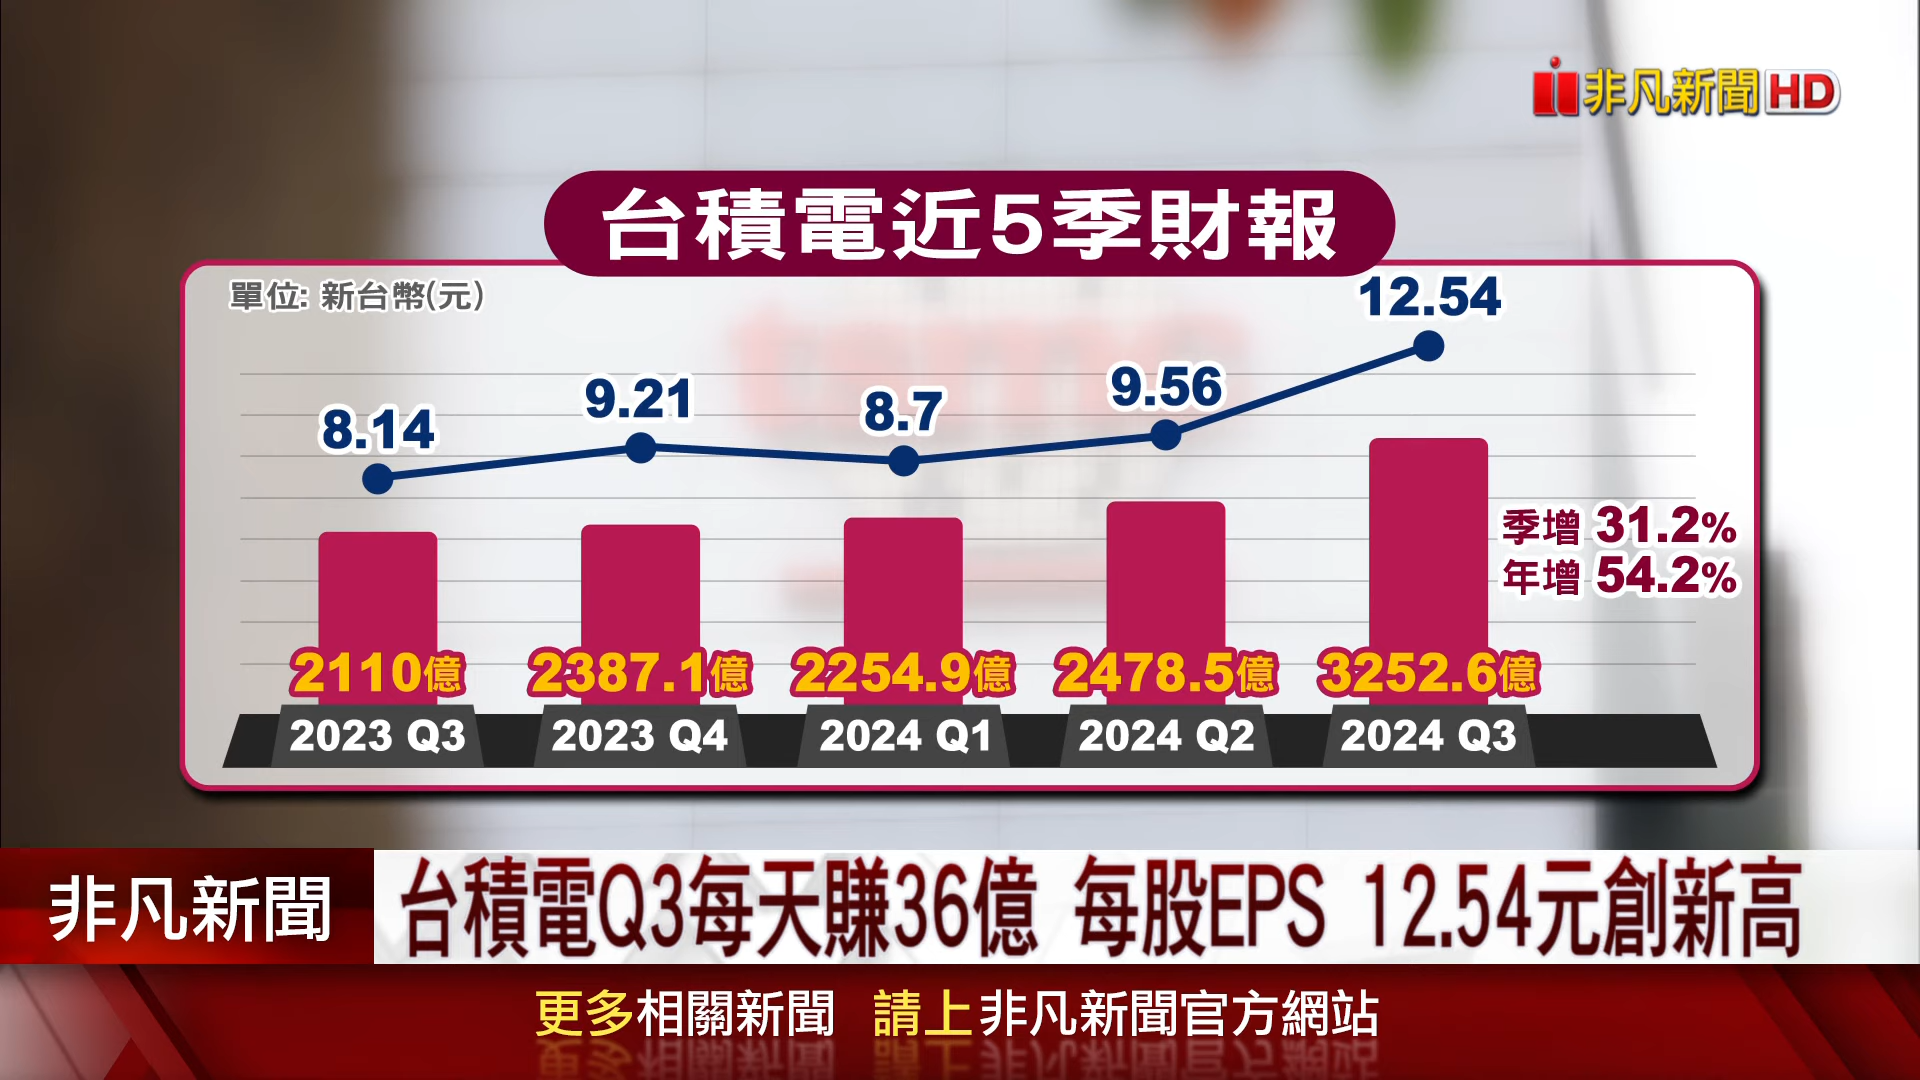 非凡新聞HD
台積電近5季財報
單位: 新台幣(元)
8.14
9.21
8.7
9.56
12.54
季增 31.2%
年增 54.2%
2110億
2387.1億
2254.9億
2478.5億
3252.6億
2023 Q3
2023 Q4
2024 Q1
2024 Q2
2024 Q3
非凡新聞
台積電Q3每天賺36億 每股EPS 12.54元創新高
更多相關新聞 請上非凡新聞官方網站